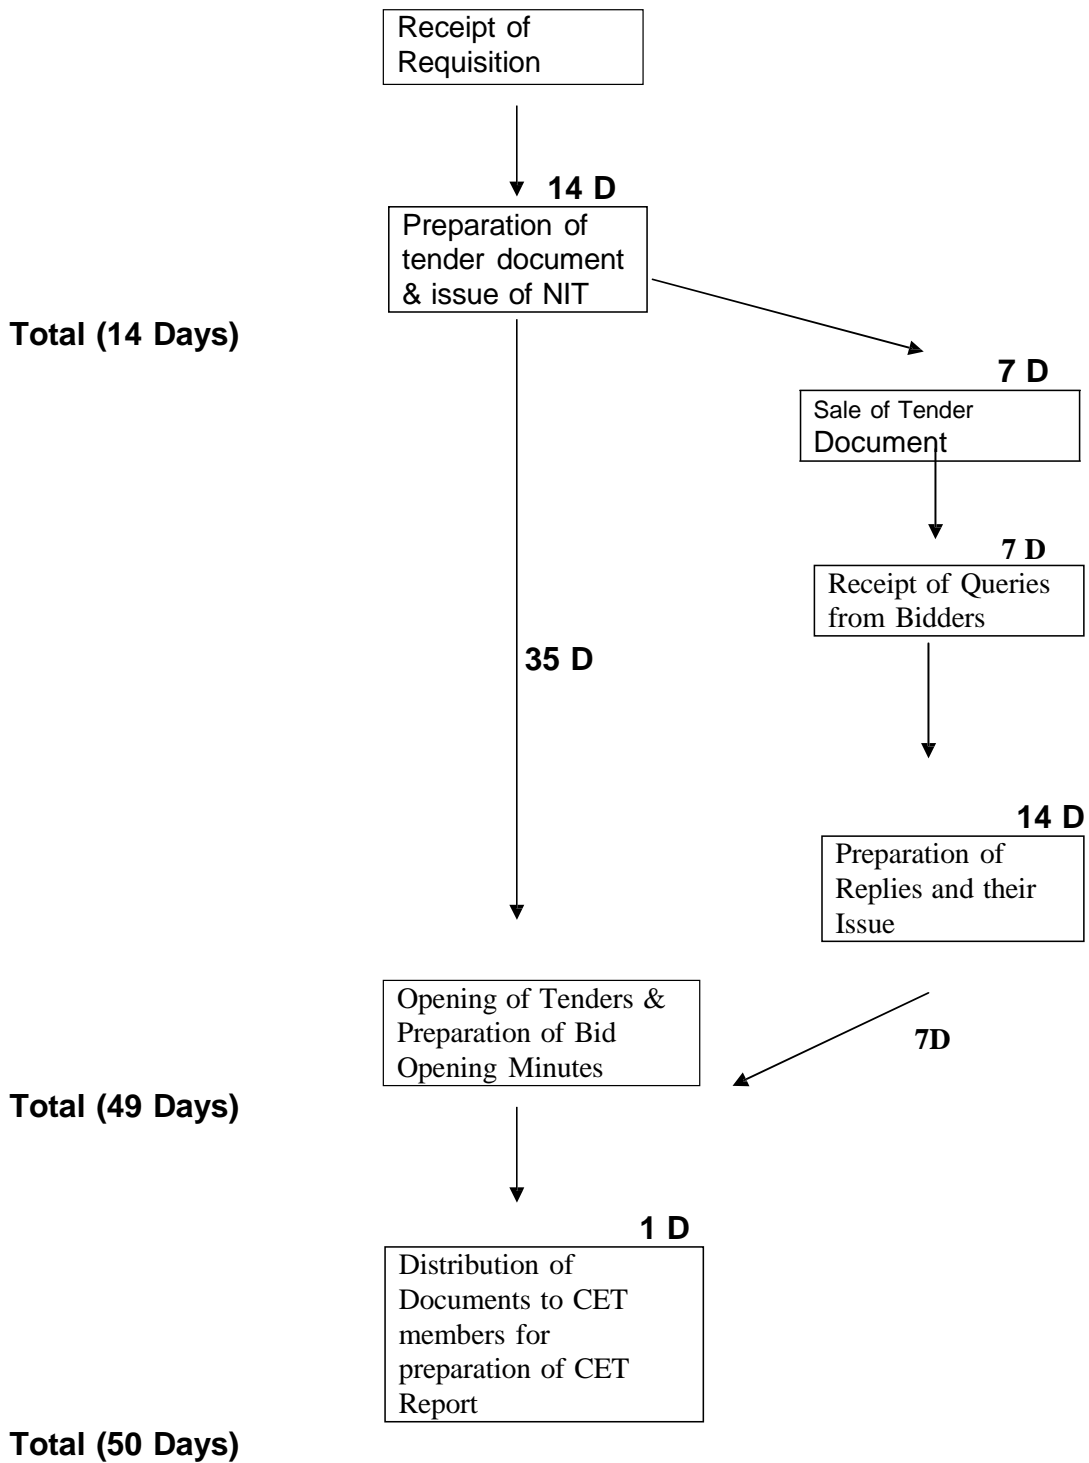 Receipt of
Requisition
14 D
Preparation of
tender document
& issue of NIT
Total (14 Days)
7 D
Sale of Tender
Document
7 D
Receipt of Queries
from Bidders
35 D
14 D
Preparation of
Replies and their
Issue
Opening of Tenders &
Preparation of Bid
Opening Minutes
7D
Total (49 Days)
1 D
Distribution of
Documents to CET
members for
preparation of CET
Report
Total (50 Days)